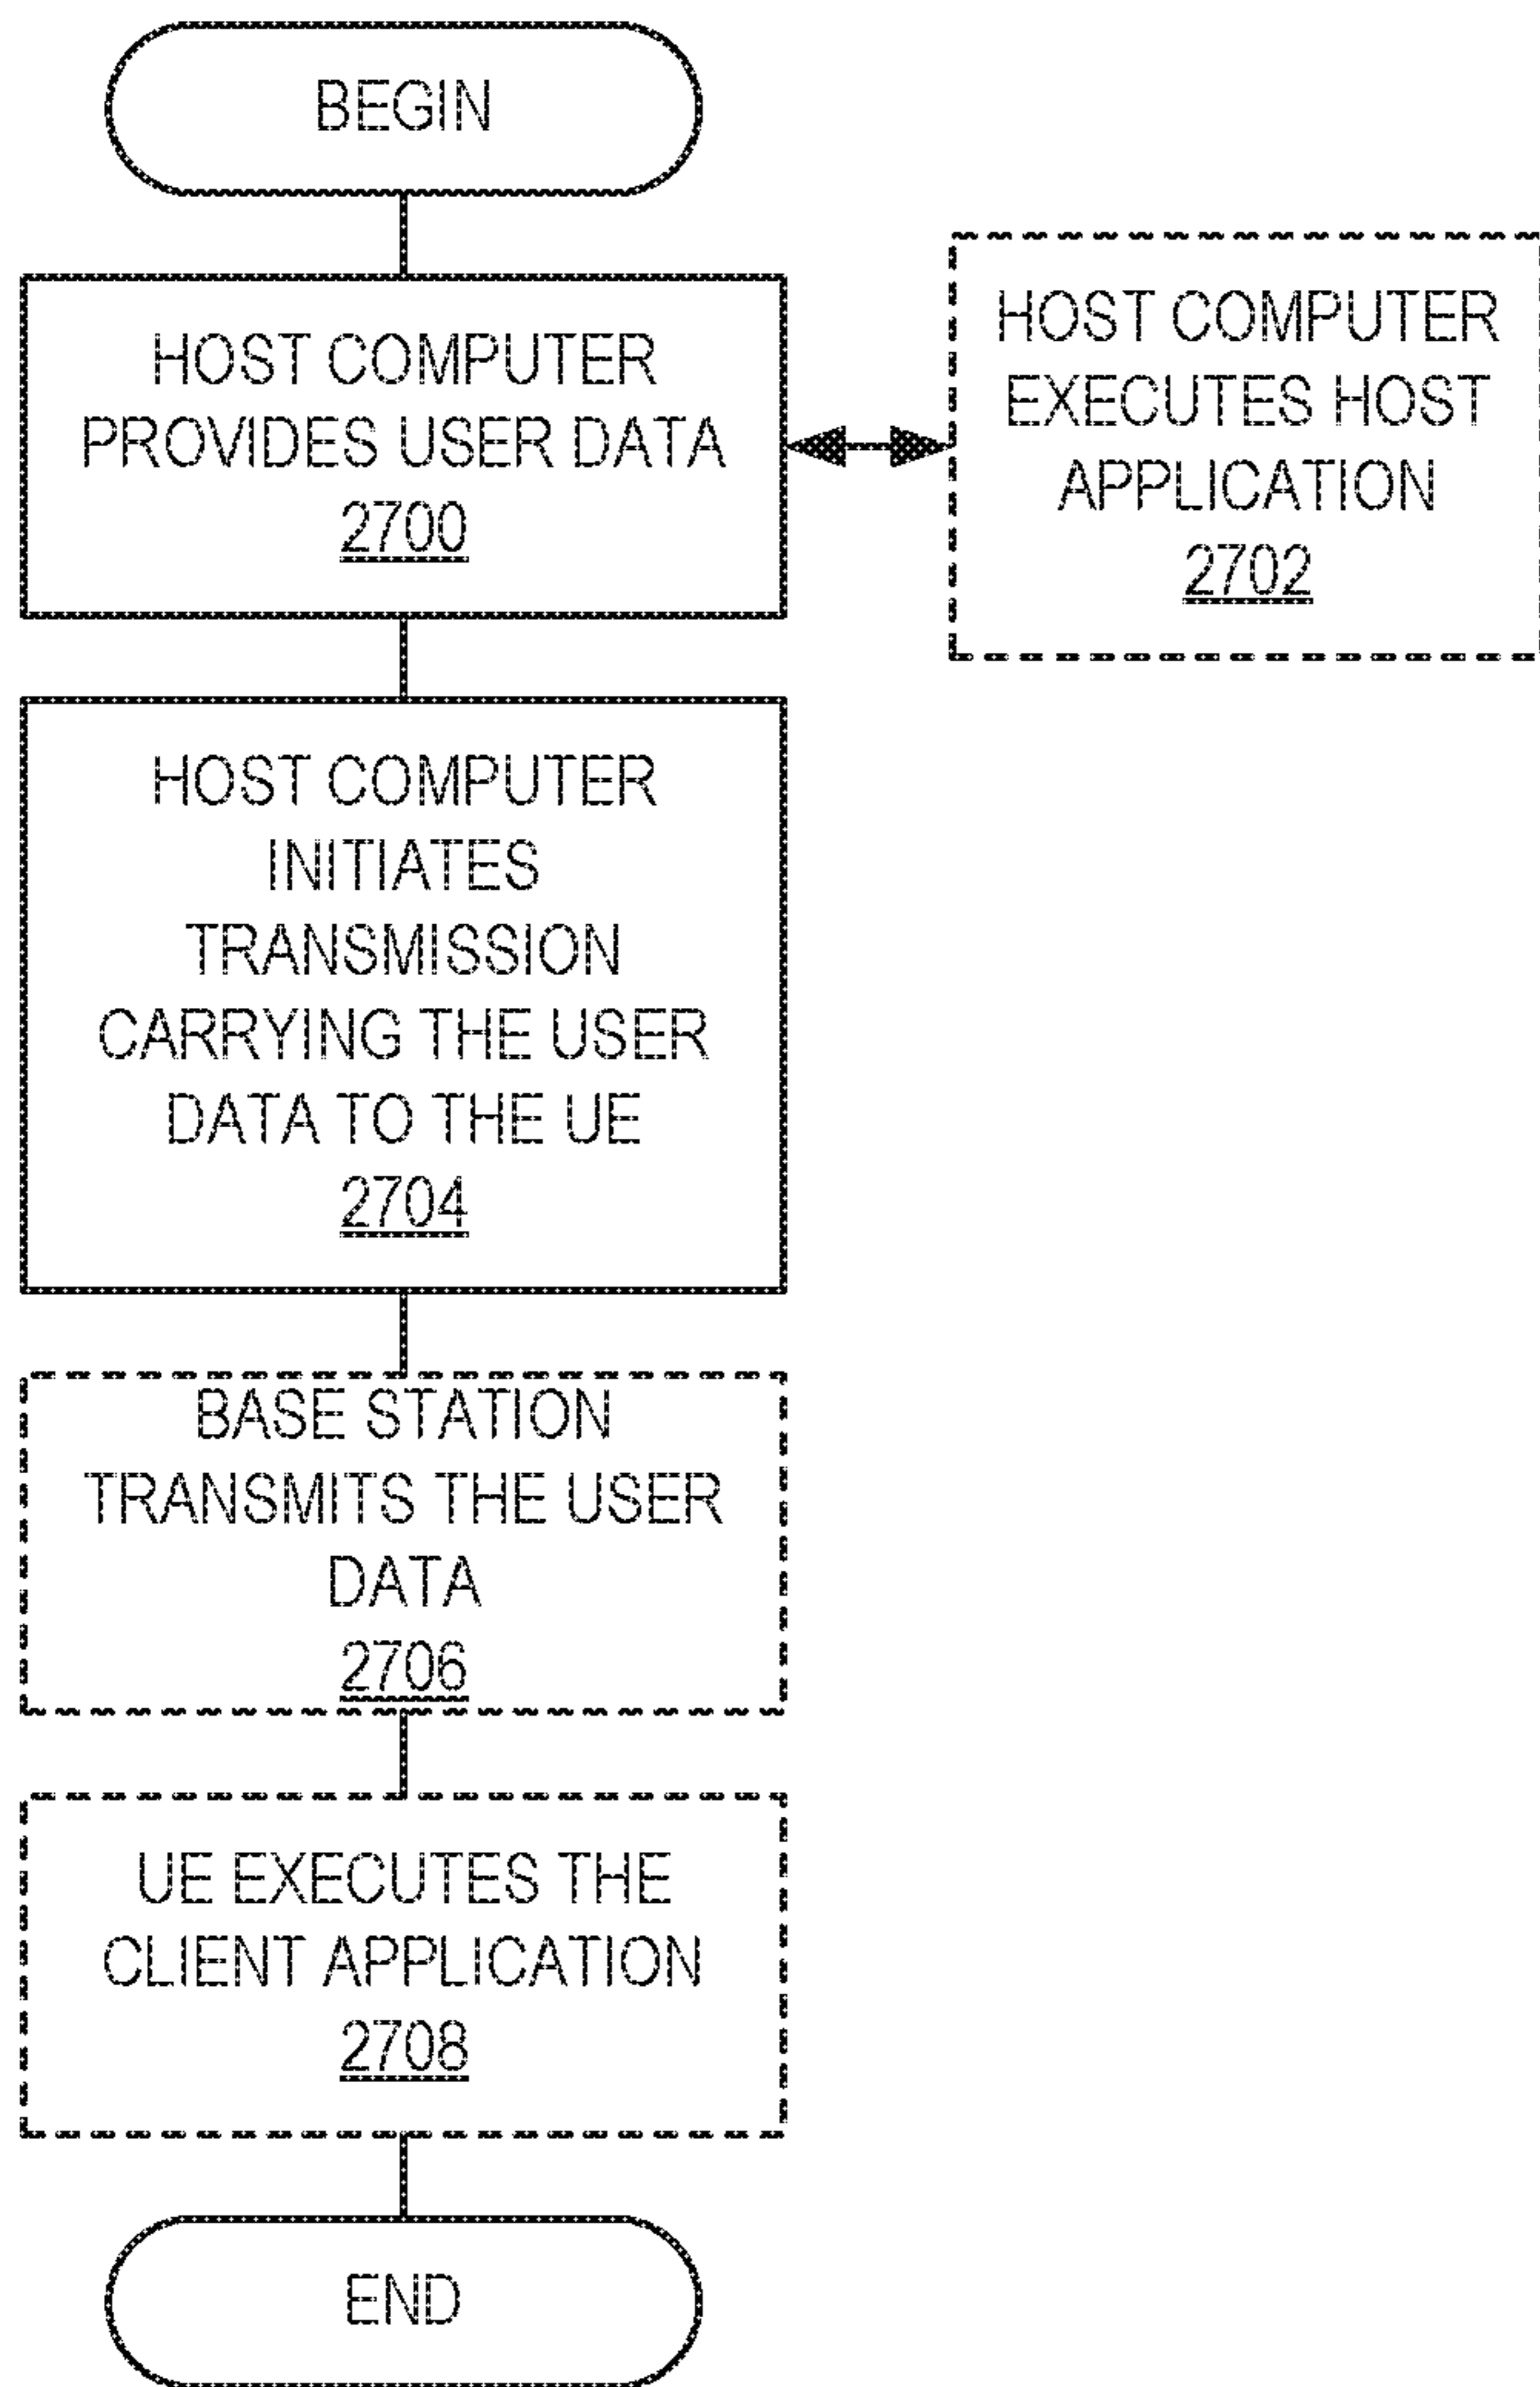 BEGIN
HOST COMPUTER
PROVIDES USER DATA
2700
HOST COMPUTER
EXECUTES HOST
APPLICATION
2702
HOST COMPUTER
INITIATES
TRANSMISSION
CARRYING THE USER
DATA TO THE UE
2704
BASE STATION
TRANSMITS THE USER
DATA
2706
UE EXECUTES THE
CLIENT APPLICATION
2708
END